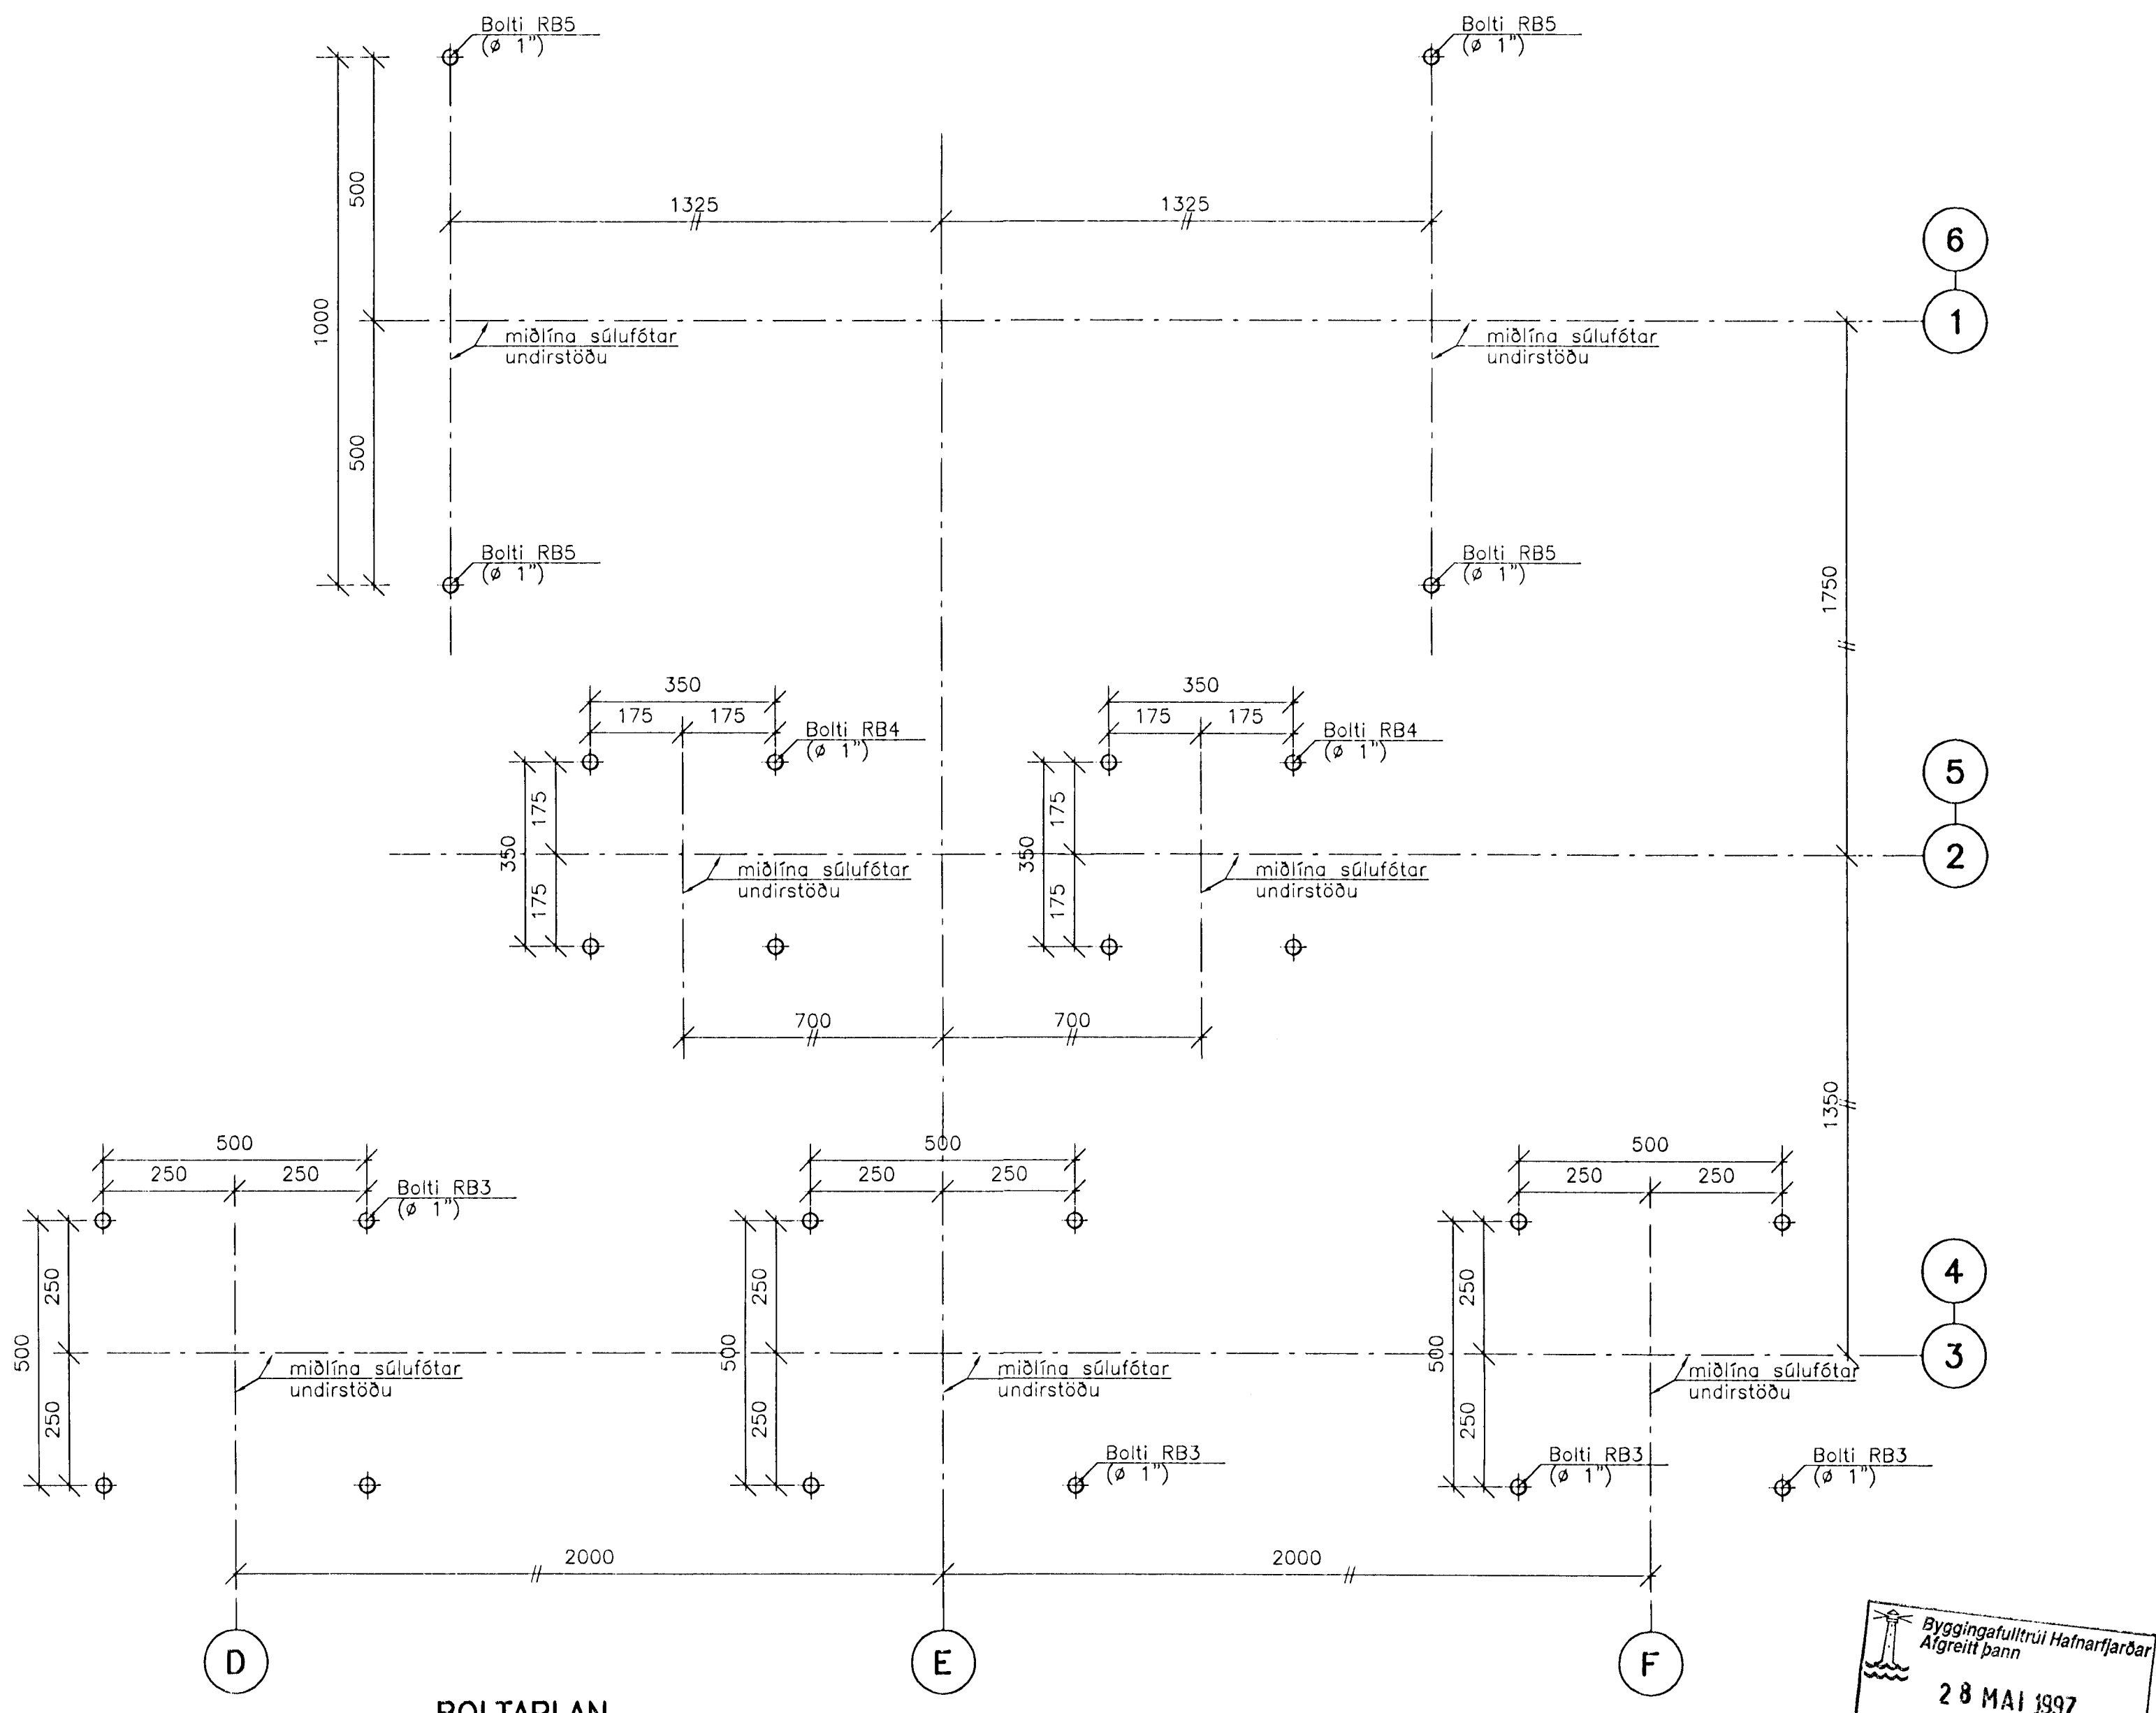 Bolti RB5
(ø 1")
Bolti RB5
(ø 1")
500
1325
1325
6
1000
1
miðlína súlufótar
undirstöðu
miðlína súlufótar
undirstöðu
500
Bolti RB5
(ø 1")
Bolti RB5
(ø 1")
1750
350
350
175
175
175
175
Bolti RB4
(ø 1")
Bolti RB4
(ø 1")
5
175
175
350
350
2
miðlína súlufótar
undirstöðu
miðlína súlufótar
undirstöðu
175
175
700
700
1350
500
500
500
250
250
250
250
250
250
Bolti RB3
(ø 1")
4
250
250
250
500
500
500
3
miðlína súlufótar
undirstöðu
miðlína súlufótar
undirstöðu
miðlína súlufótar
undirstöðu
250
250
250
Bolti RB3
(ø 1")
Bolti RB3
(ø 1")
Bolti RB3
(ø 1")
2000
2000
D
E
F
Byggingafulltrúi Hafnarfjarðar
Afgreitt þann
28 MAI 1997
BOLTAPLAN